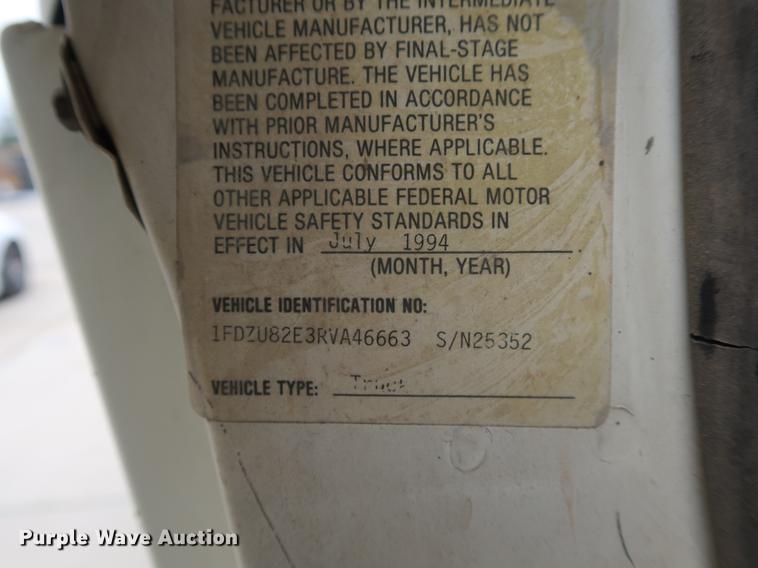 FACTURER OR BY THE INTERMEDIATE
VEHICLE MANUFACTURER, HAS NOT
BEEN AFFECTED BY FINAL-STAGE
MANUFACTURE. THE VEHICLE HAS
BEEN COMPLETED IN ACCORDANCE
WITH PRIOR MANUFACTURER'S
INSTRUCTIONS, WHERE APPLICABLE.
THIS VEHICLE CONFORMS TO ALL
OTHER APPLICABLE FEDERAL MOTOR
VEHICLE SAFETY STANDARDS IN
EFFECT IN July 1994.
(MONTH, YEAR)
VEHICLE IDENTIFICATION NO:
1FDZU82E3RVA46663 S/N25352
VEHICLE TYPE: Truck
Purple Wave Auction